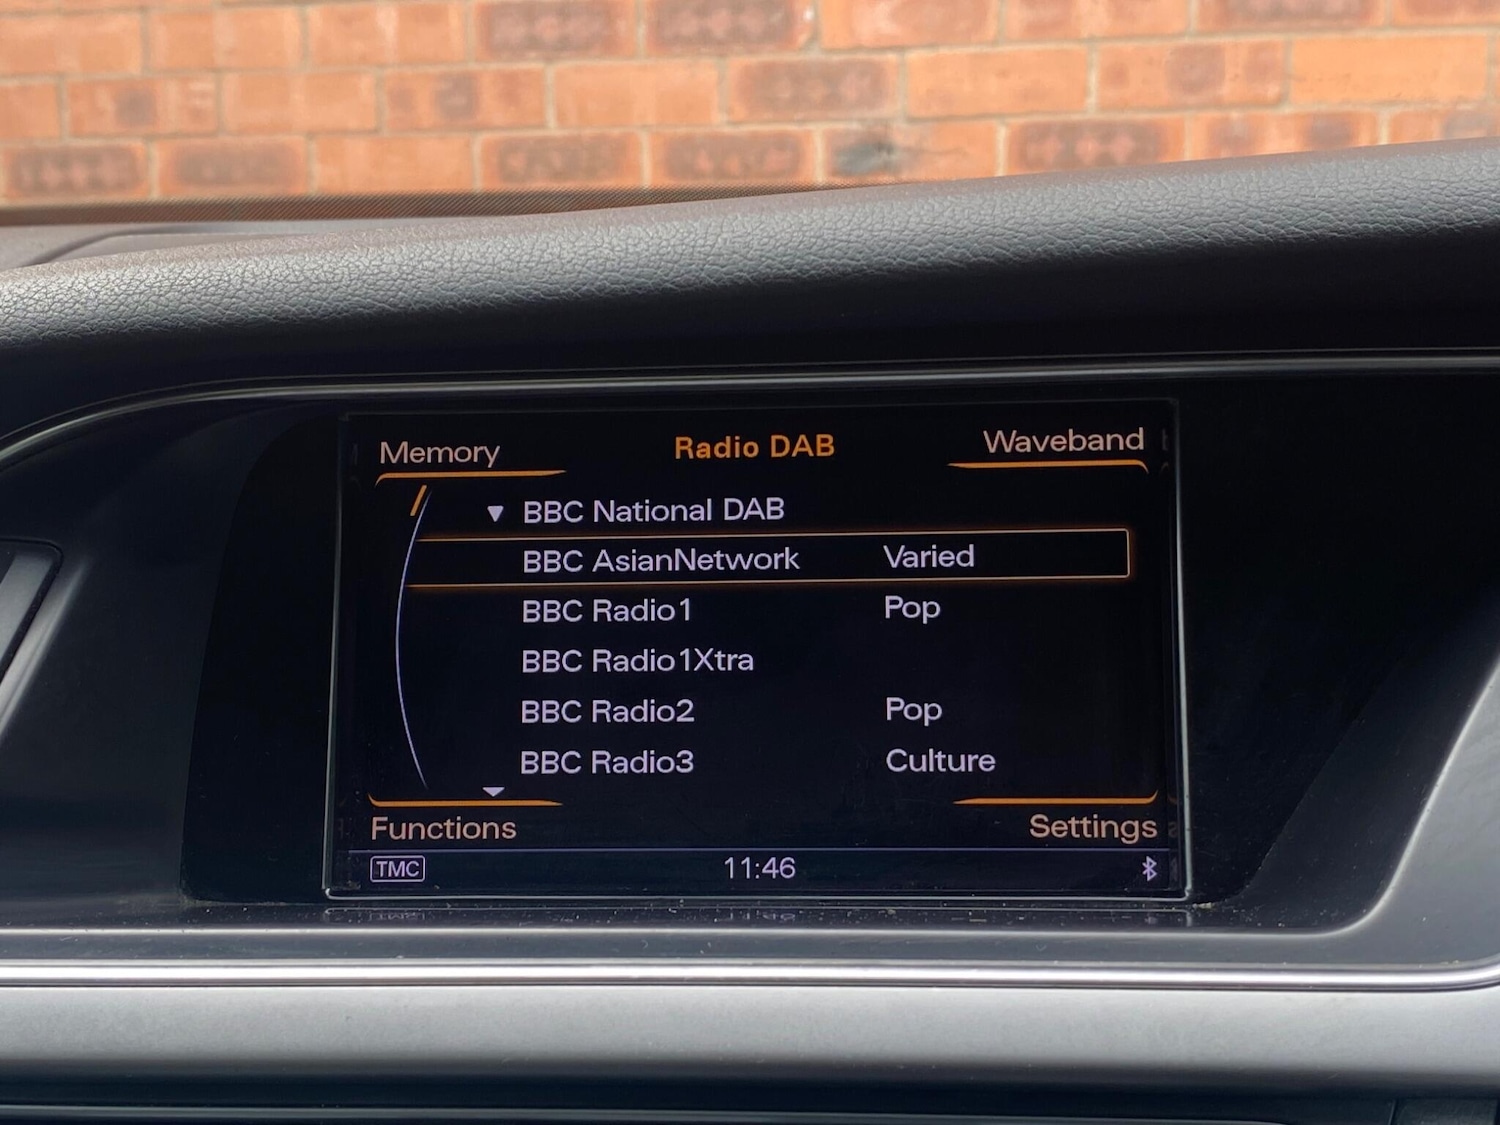 Memory Radio DAB Waveband
BBC National DAB
BBC AsianNetwork Varied
BBC Radio1 Pop
BBC Radio1Xtra
BBC Radio2 Pop
BBC Radio3 Culture
Functions Settings
TMC 11:46